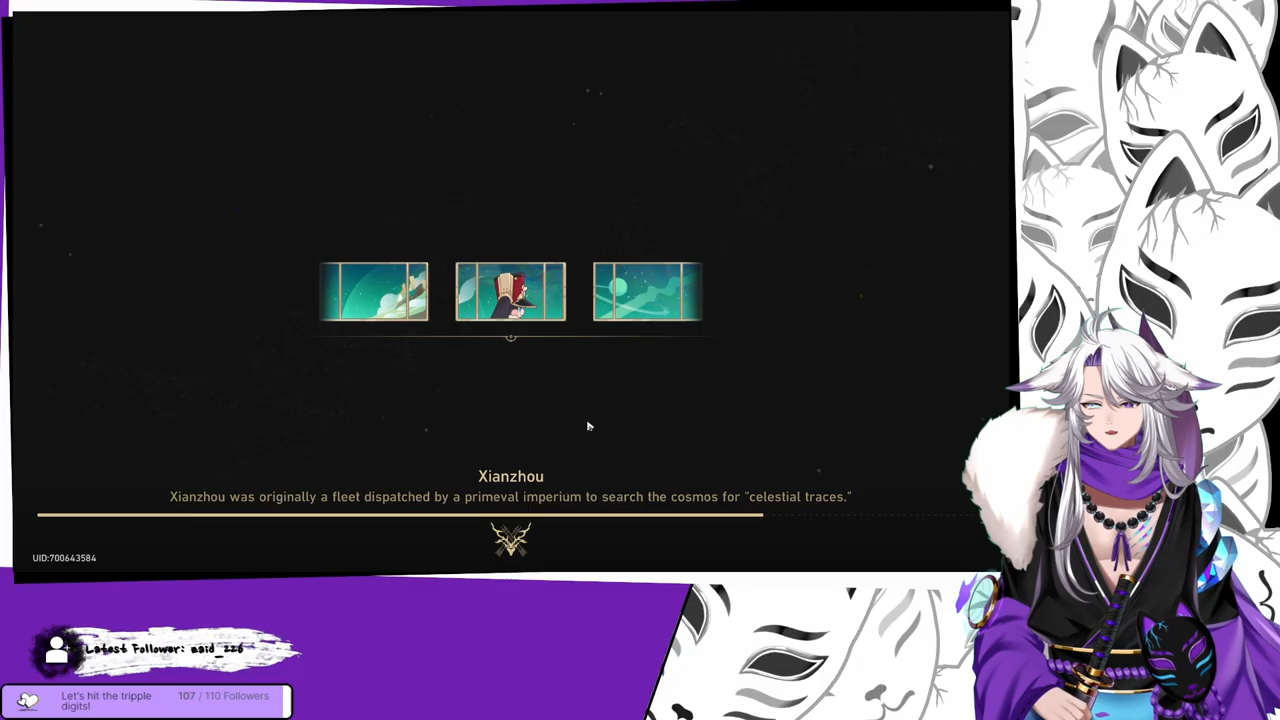 Xianzhou
Xianzhou was originally a fleet dispatched by a primeval imperium to search the cosmos for "celestial traces."
UID:700643584
Latest Follower: zaid_226
Let's hit the tripple
digits!
107 / 110 Followers